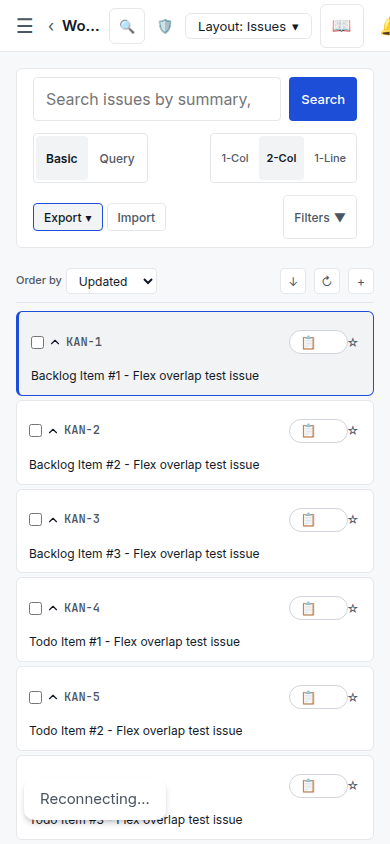 Wo...
Layout: Issues ▾
Search issues by summary,
Search
Basic
Query
1-Col
2-Col
1-Line
Export ▾
Import
Filters ▼
Order by
Updated
KAN-1
Backlog Item #1 - Flex overlap test issue
KAN-2
Backlog Item #2 - Flex overlap test issue
KAN-3
Backlog Item #3 - Flex overlap test issue
KAN-4
Todo Item #1 - Flex overlap test issue
KAN-5
Todo Item #2 - Flex overlap test issue
Reconnecting...
Todo Item #3 - Flex overlap test issue